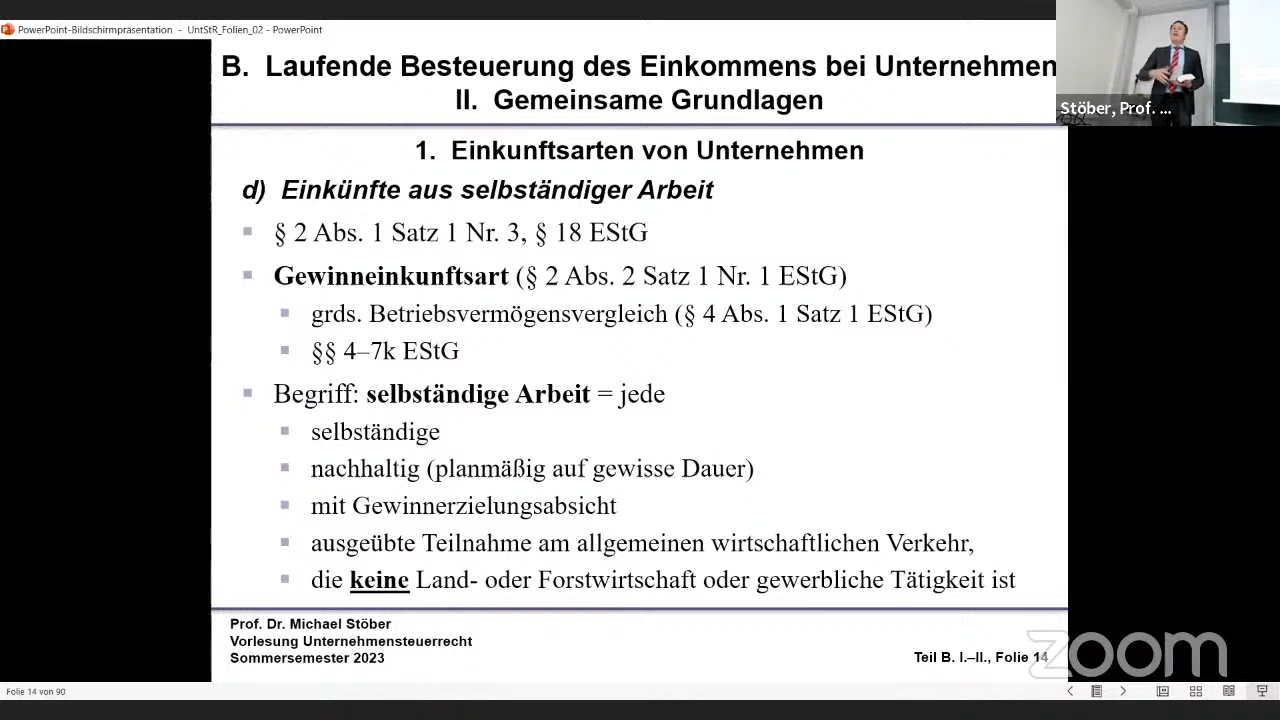 PowerPoint-Bildschirmpräsentation - UntStR_Folien_02 - PowerPoint
B. Laufende Besteuerung des Einkommens bei Unternehmen
II. Gemeinsame Grundlagen
Stöber, Prof. ...
1. Einkunftsarten von Unternehmen
d) Einkünfte aus selbständiger Arbeit
§ 2 Abs. 1 Satz 1 Nr. 3, § 18 EStG
Gewinneinkunftsart (§ 2 Abs. 2 Satz 1 Nr. 1 EStG)
grds. Betriebsvermögensvergleich (§ 4 Abs. 1 Satz 1 EStG)
§§ 4–7k EStG
Begriff: selbständige Arbeit = jede
selbständige
nachhaltig (planmäßig auf gewisse Dauer)
mit Gewinnerzielungsabsicht
ausgeübte Teilnahme am allgemeinen wirtschaftlichen Verkehr,
die keine Land- oder Forstwirtschaft oder gewerbliche Tätigkeit ist
Prof. Dr. Michael Stöber
Vorlesung Unternehmensteuerrecht
Sommersemester 2023
Teil B. I.–II., Folie 14
zoom
Folie 14 von 90